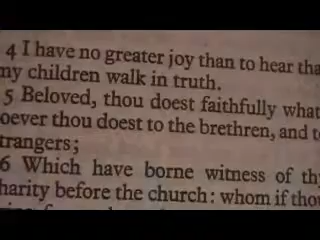 4 I have no greater joy than to hear tha
my children walk in truth.
5 Beloved, thou doest faithfully what
oever thou doest to the brethren, and t
trangers;
6 Which have borne witness of th
harity before the church: whom if tho